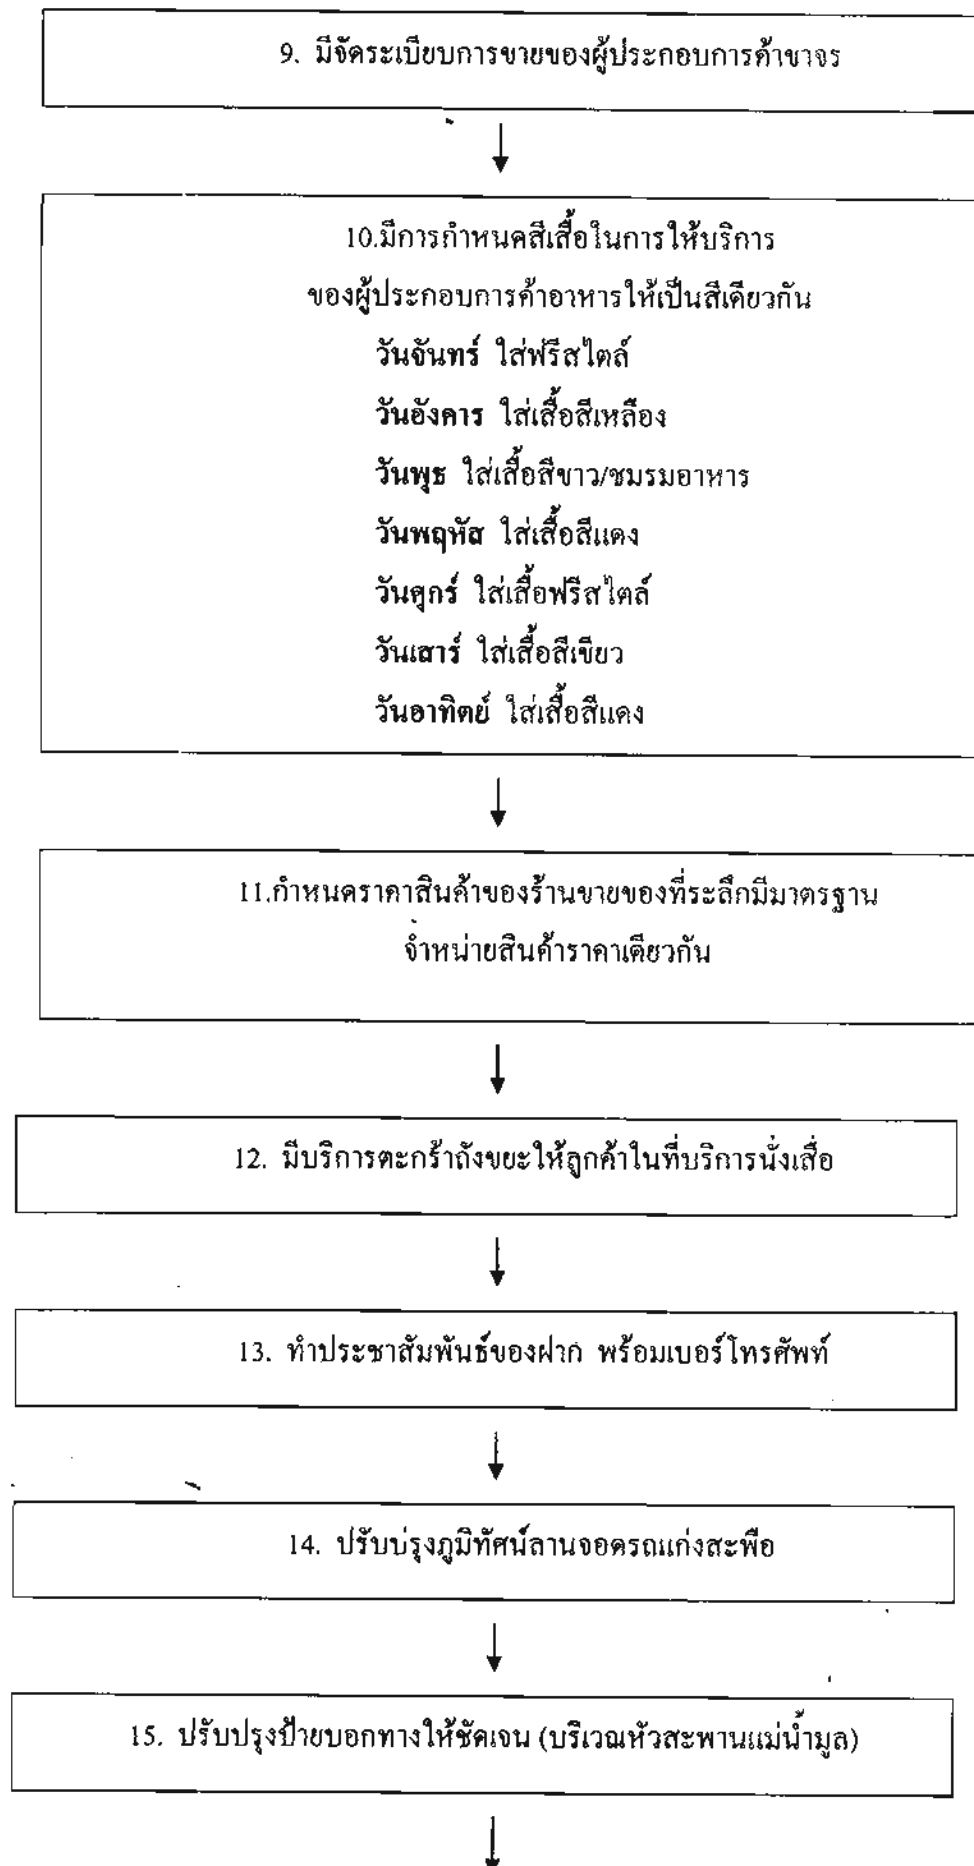 9. มีจัดระเบียบการขายของผู้ประกอบการค้าขาจร
10.มีการกำหนดสีเสื้อในการให้บริการ
ของผู้ประกอบการค้าอาหารให้เป็นสีเดียวกัน
วันจันทร์ ใส่ฟรีสไตล์
วันอังคาร ใส่เสื้อสีเหลือง
วันพุธ ใส่เสื้อสีขาว/ชมรมอาหาร
วันพฤหัส ใส่เสื้อสีแดง
วันศุกร์ ใส่เสื้อฟรีสไตล์
วันเสาร์ ใส่เสื้อสีเขียว
วันอาทิตย์ ใส่เสื้อสีแดง
11.กำหนดราคาสินค้าของร้านขายของที่ระลึกมีมาตรฐาน
จำหน่ายสินค้าราคาเดียวกัน
12. มีบริการตะกร้าถังขยะให้ลูกค้าในที่บริการนั่งเสื่อ
13. ทำประชาสัมพันธ์ของฝาก พร้อมเบอร์โทรศัพท์
14. ปรับปรุงภูมิทัศน์ลานจอดรถแก่งสะพือ
15. ปรับปรุงป้ายบอกทางให้ชัดเจน (บริเวณหัวสะพานแม่น้ำมูล)